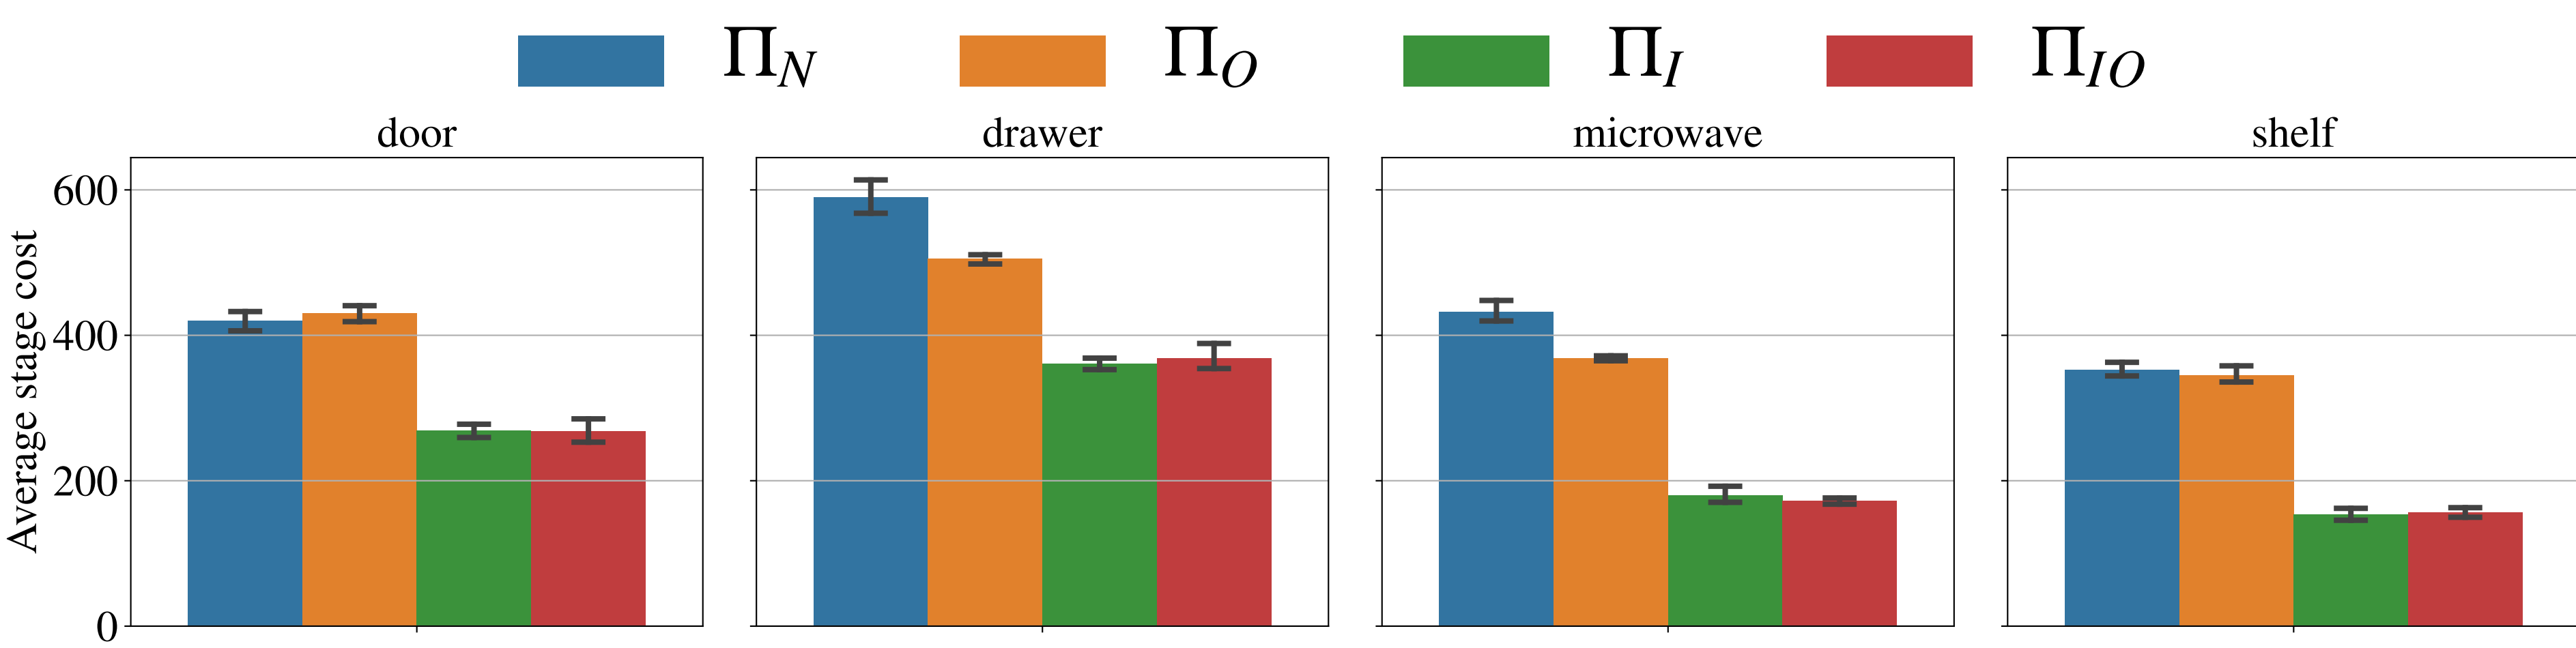 Π_N Π_O Π_I Π_IO
door drawer microwave shelf
Average stage cost
600
400
200
0